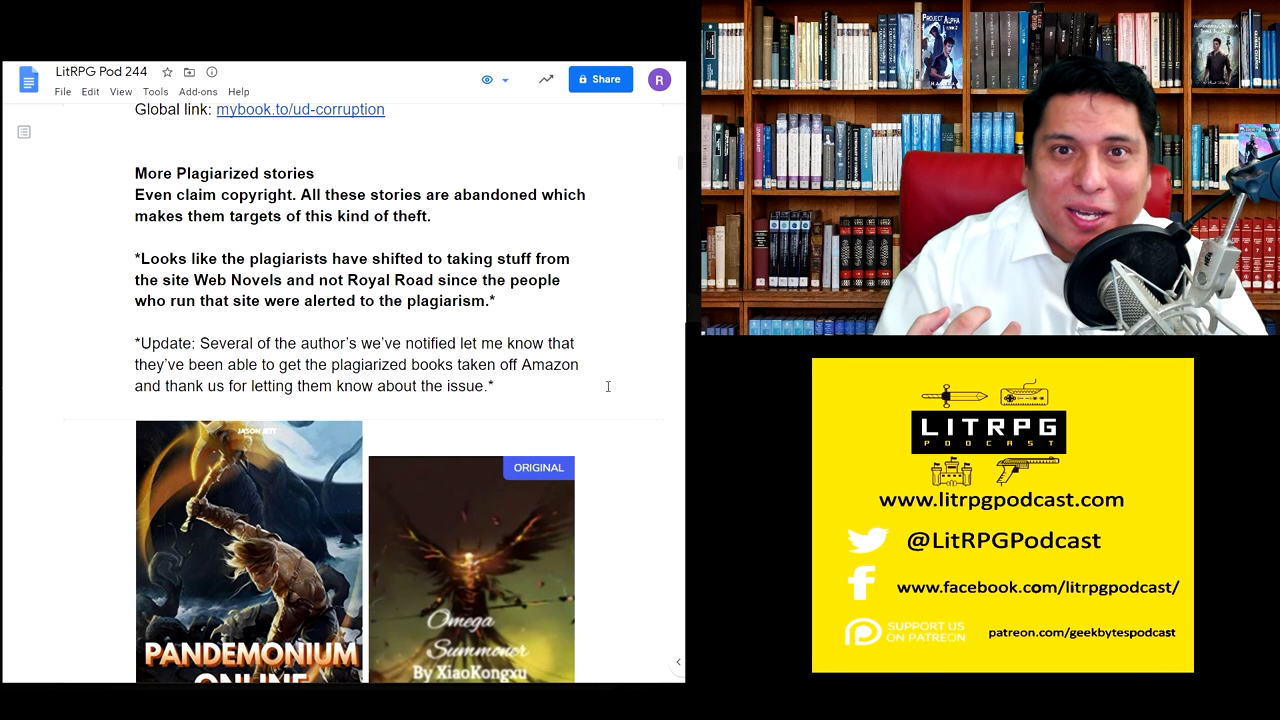 LitRPG Pod 244
File Edit View Tools Add-ons Help
Share
R
Global link: mybook.to/ud-corruption
More Plagiarized stories
Even claim copyright. All these stories are abandoned which
makes them targets of this kind of theft.
*Looks like the plagiarists have shifted to taking stuff from
the site Web Novels and not Royal Road since the people
who run that site were alerted to the plagiarism.*
*Update: Several of the author's we've notified let me know that
they've been able to get the plagiarized books taken off Amazon
and thank us for letting them know about the issue.*
JASON JETT
PANDEMONIUM
ONLINE
ORIGINAL
Omega
Summoner
By XiaoKongxu
PROJECT ALPHA
LITRPG
PODCAST
www.litrpgpodcast.com
@LitRPGPodcast
www.facebook.com/litrpgpodcast/
SUPPORT US
ON PATREON
patreon.com/geekbytespodcast